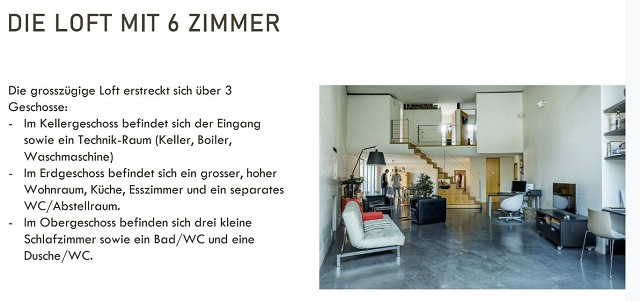 DIE LOFT MIT 6 ZIMMER
Die grosszügige Loft erstreckt sich über 3
Geschosse:
- Im Kellergeschoss befindet sich der Eingang
sowie ein Technik-Raum (Keller, Boiler,
Waschmaschine)
- Im Erdgeschoss befindet sich ein grosser, hoher
Wohnraum, Küche, Esszimmer und ein separates
WC/Abstellraum.
- Im Obergeschoss befinden sich drei kleine
Schlafzimmer sowie ein Bad/WC und eine
Dusche/WC.